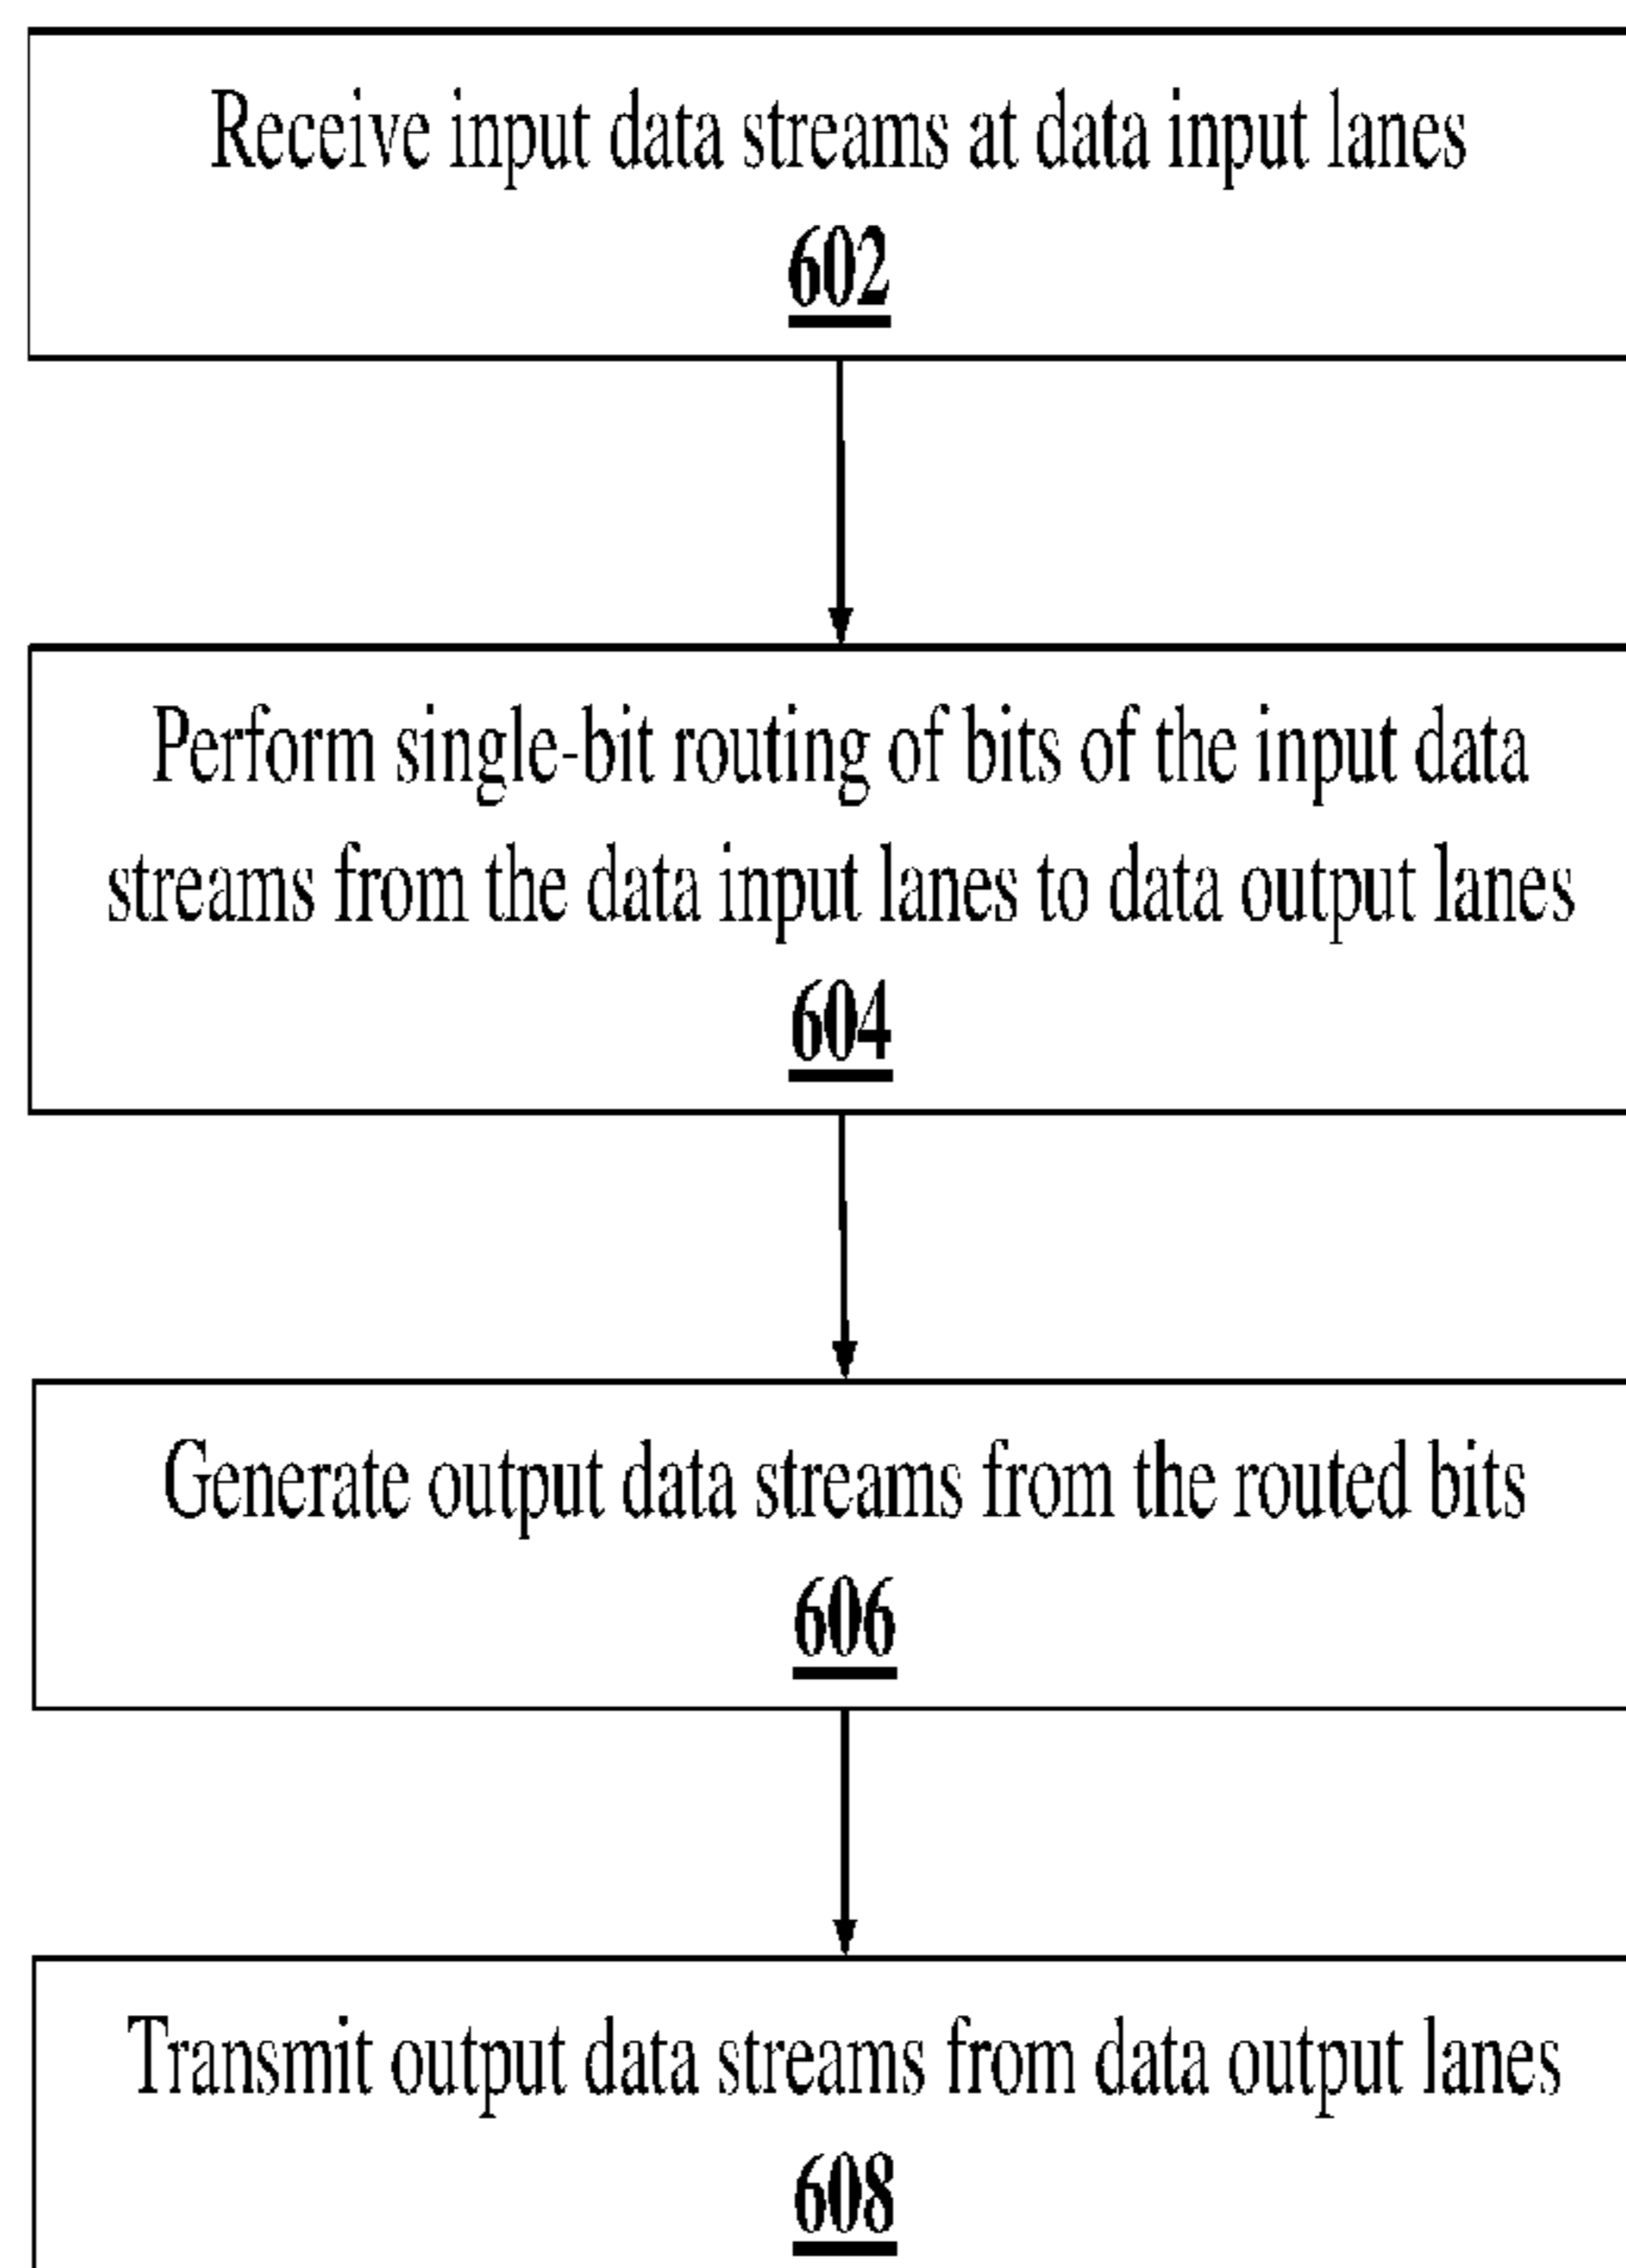 Receive input data streams at data input lanes
602
Perform single-bit routing of bits of the input data
streams from the data input lanes to data output lanes
604
Generate output data streams from the routed bits
606
Transmit output data streams from data output lanes
608